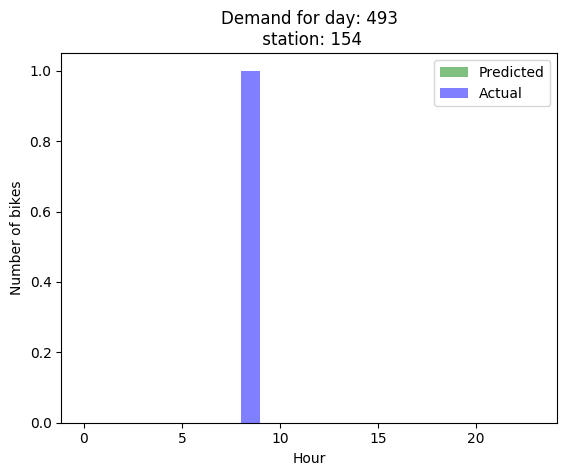 Demand for day: 493
station: 154
Predicted
Actual
1.0
0.8
0.6
0.4
0.2
0.0
Number of bikes
0
5
10
15
20
Hour